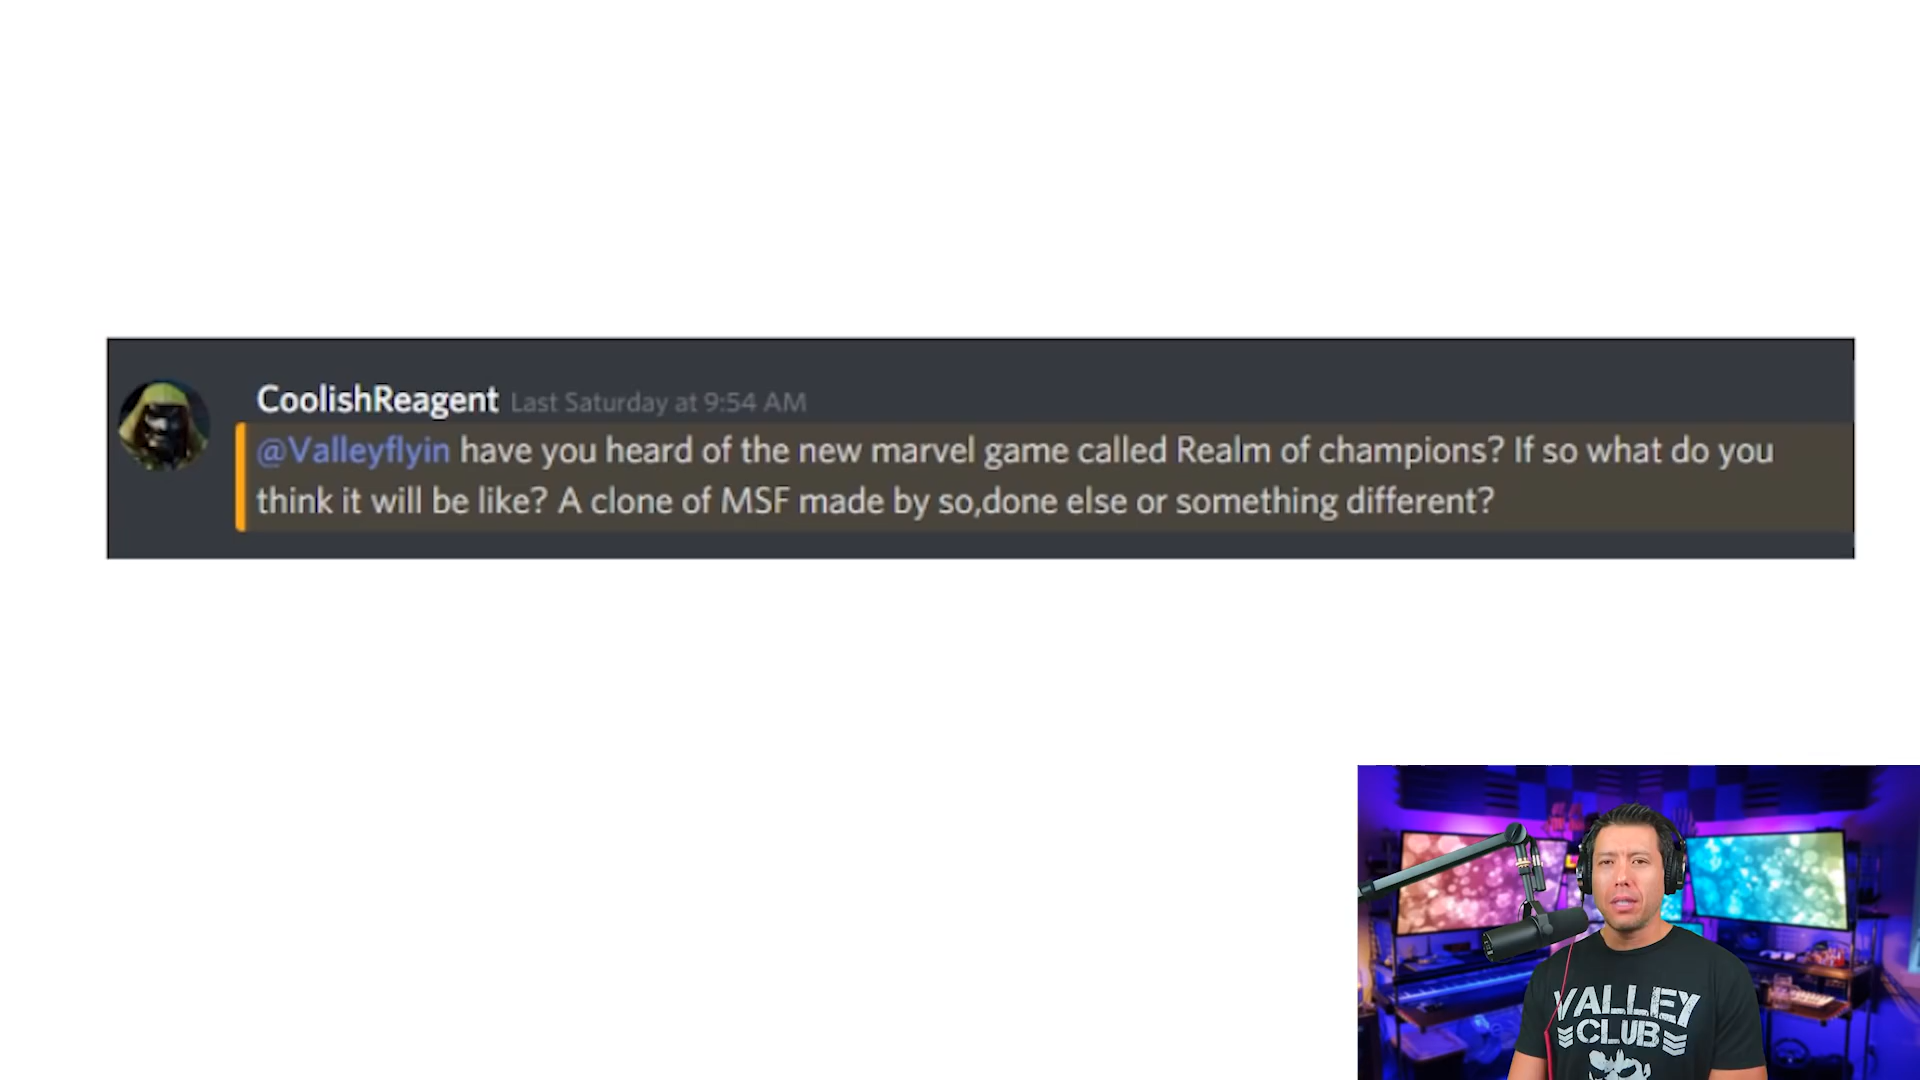 CoolishReagent Last Saturday at 9:54 AM
@Valleyflyin have you heard of the new marvel game called Realm of champions? If so what do you
think it will be like? A clone of MSF made by so,done else or something different?
VALLEY
CLUB